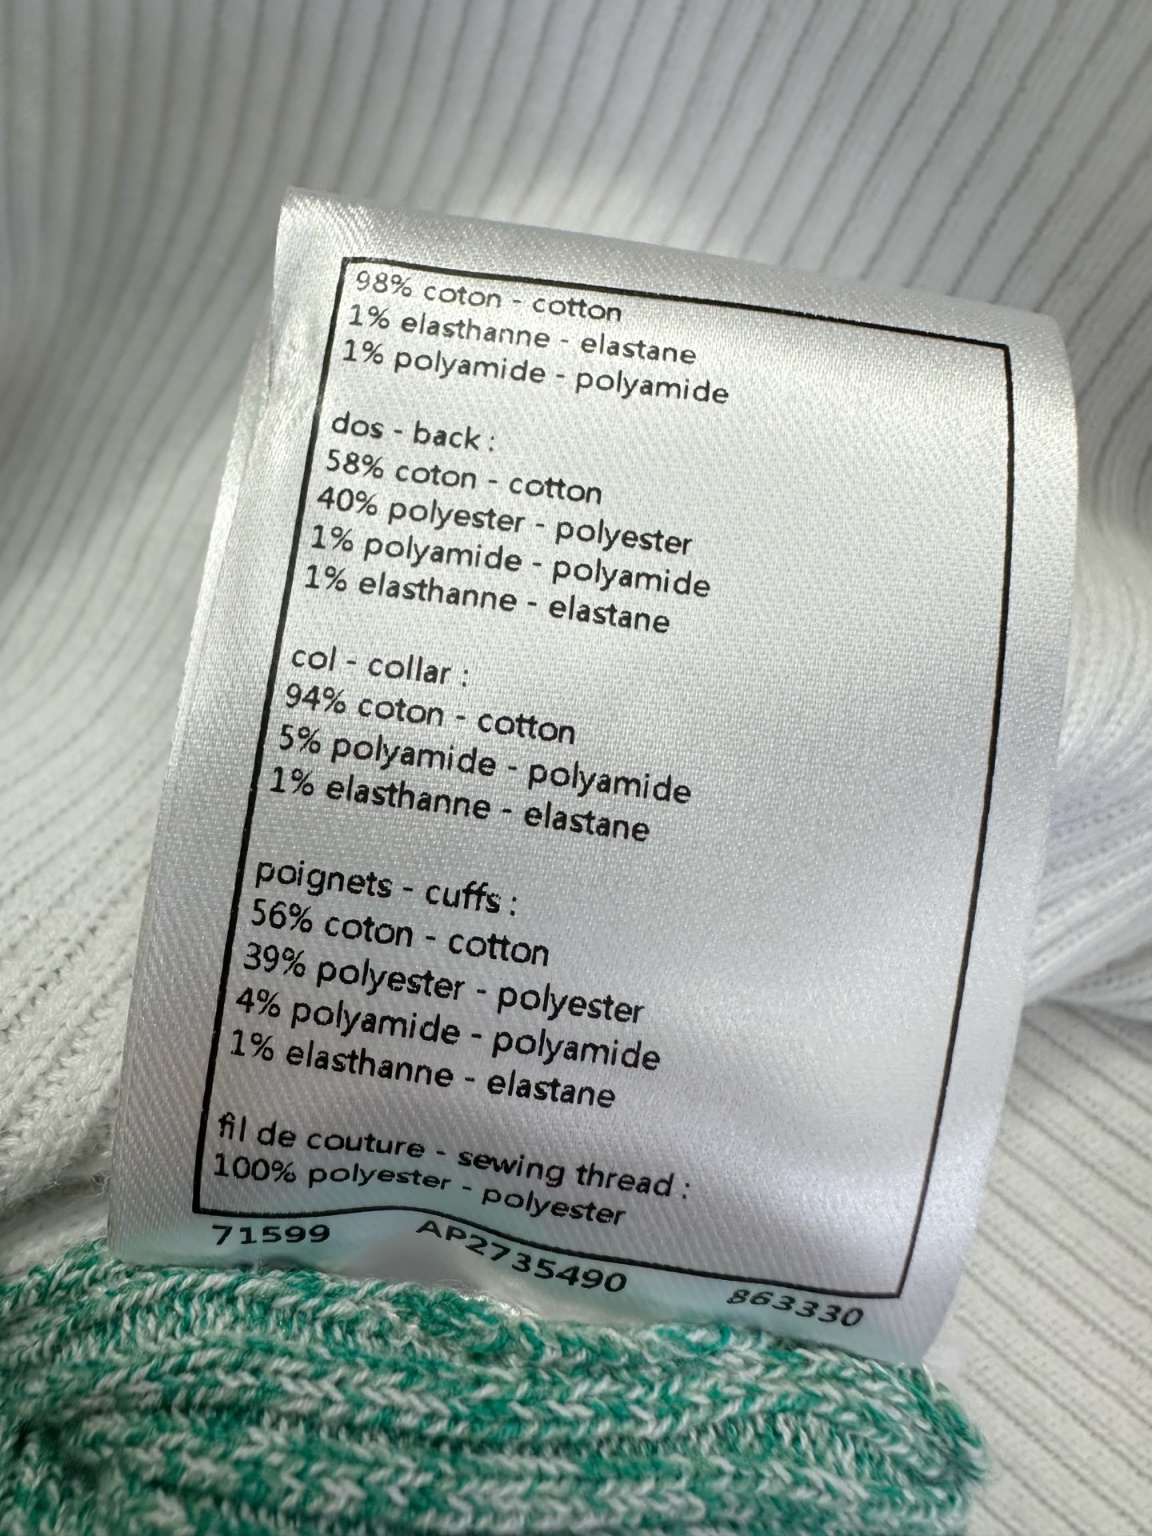 98% coton - cotton
1% elasthanne - elastane
1% polyamide - polyamide
dos - back :
58% coton - cotton
40% polyester - polyester
1% polyamide - polyamide
1% elasthanne - elastane
col - collar :
94% coton - cotton
5% polyamide - polyamide
1% elasthanne - elastane
poignets - cuffs :
56% coton - cotton
39% polyester - polyester
4% polyamide - polyamide
1% elasthanne - elastane
fil de couture - sewing thread :
100% polyester - polyester
71599 AP2735490 863330